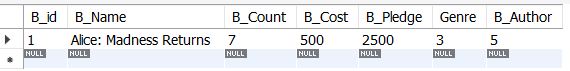 B_id B_Name B_Count B_Cost B_Pledge Genre B_Author
1 Alice: Madness Returns 7 500 2500 3 5
NULL NULL NULL NULL NULL NULL NULL